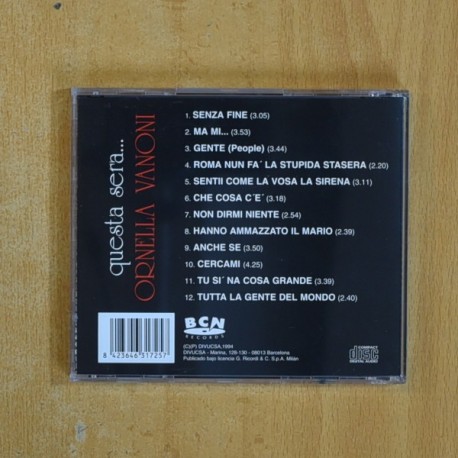 questa sera...
ORNELLA VANONI
1. SENZA FINE (3.05)
2. MA MI... (3.53)
3. GENTE (People) (3.44)
4. ROMA NUN FA´ LA STUPIDA STASERA (2.20)
5. SENTII COME LA VOSA LA SIRENA (3.11)
6. CHE COSA C´E´ (3.18)
7. NON DIRMI NIENTE (2.54)
8. HANNO AMMAZZATO IL MARIO (2.39)
9. ANCHE SE (3.50)
10. CERCAMI (4.25)
11. TU SI´ NA COSA GRANDE (3.39)
12. TUTTA LA GENTE DEL MONDO (2.40)
8 423646 317257
BCN
RECORDS
(C)(P) DIVUCSA,1994
DIVUCSA - Marina, 128-130 - 08013 Barcelona
Publicado bajo licencia G. Ricordi & C. S.p.A. Milán
COMPACT
disc
DIGITAL AUDIO